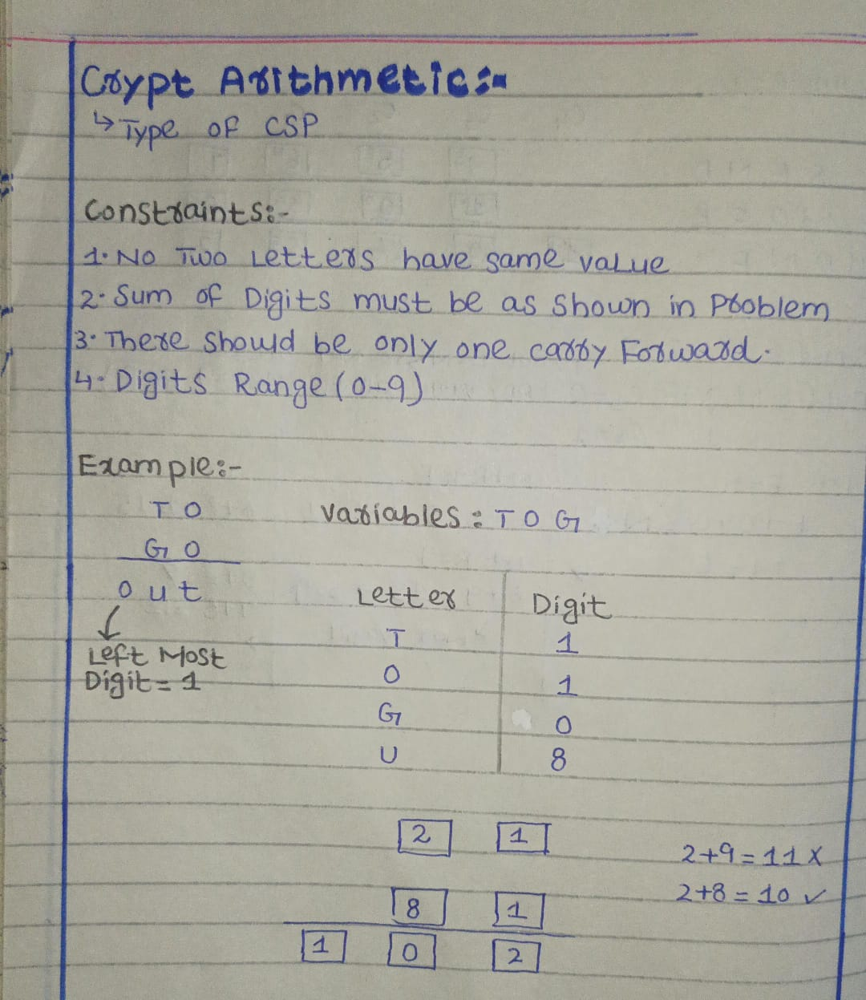 Crypt Arithmetic:-
↳ Type of CSP
Constraints:-
1. No Two Letters have same value
2. Sum of Digits must be as shown in Problem
3. There should be only one carry Forward.
4. Digits Range (0-9)
Example:-
T O
Variables : T O G
G O
O u t
Letter Digit
Left Most
Digit = 1
T 1
O 1
G 0
U 8
2 1
2+9=11 X
2+8=10 ✓
8 1
1 0 2